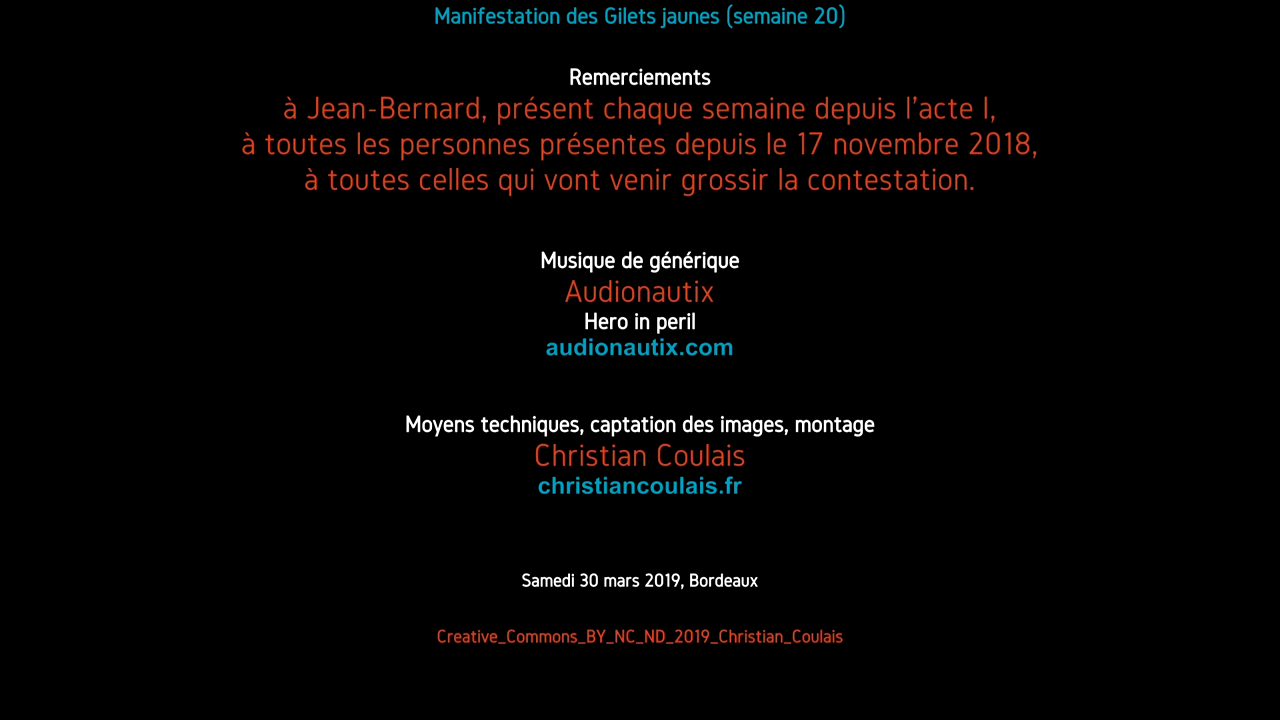 Manifestation des Gilets jaunes (semaine 20)
Remerciements
à Jean-Bernard, présent chaque semaine depuis l’acte I,
à toutes les personnes présentes depuis le 17 novembre 2018,
à toutes celles qui vont venir grossir la contestation.
Musique de générique
Audionautix
Hero in peril
audionautix.com
Moyens techniques, captation des images, montage
Christian Coulais
christiancoulais.fr
Samedi 30 mars 2019, Bordeaux
Creative_Commons_BY_NC_ND_2019_Christian_Coulais